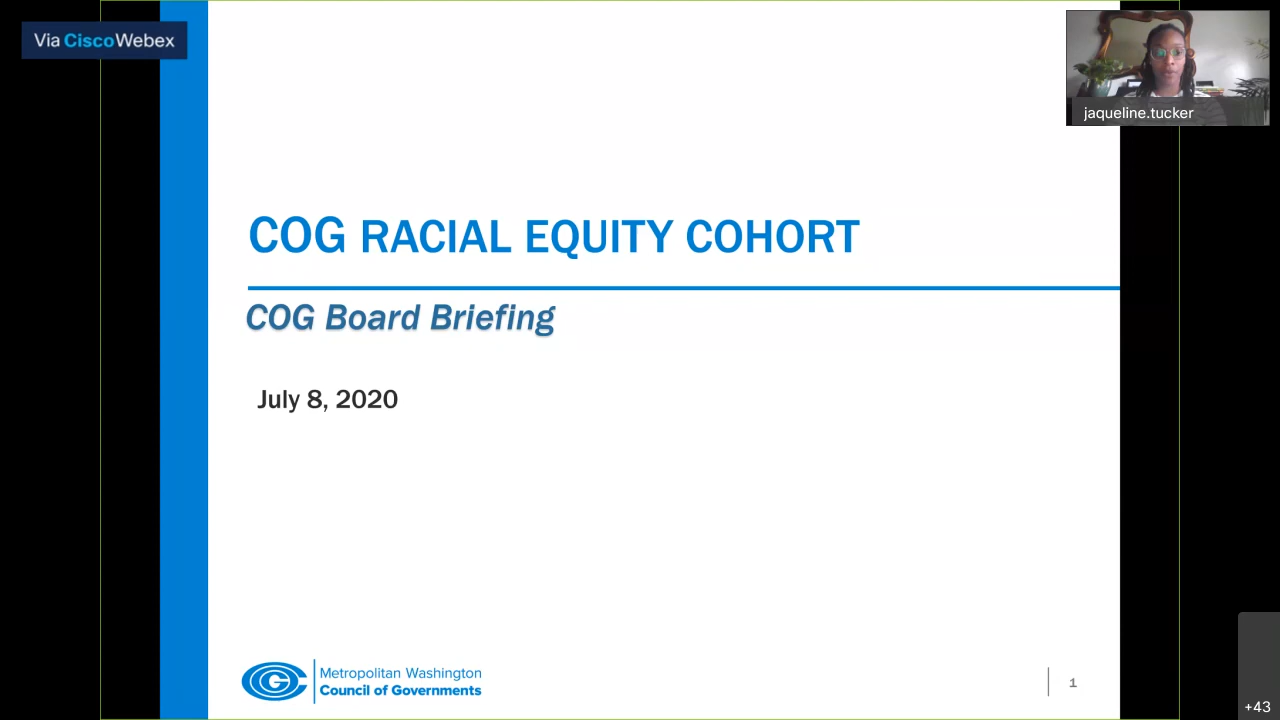 Via CiscoWebex
jaqueline.tucker
COG RACIAL EQUITY COHORT
COG Board Briefing
July 8, 2020
Metropolitan Washington
Council of Governments
1
+43